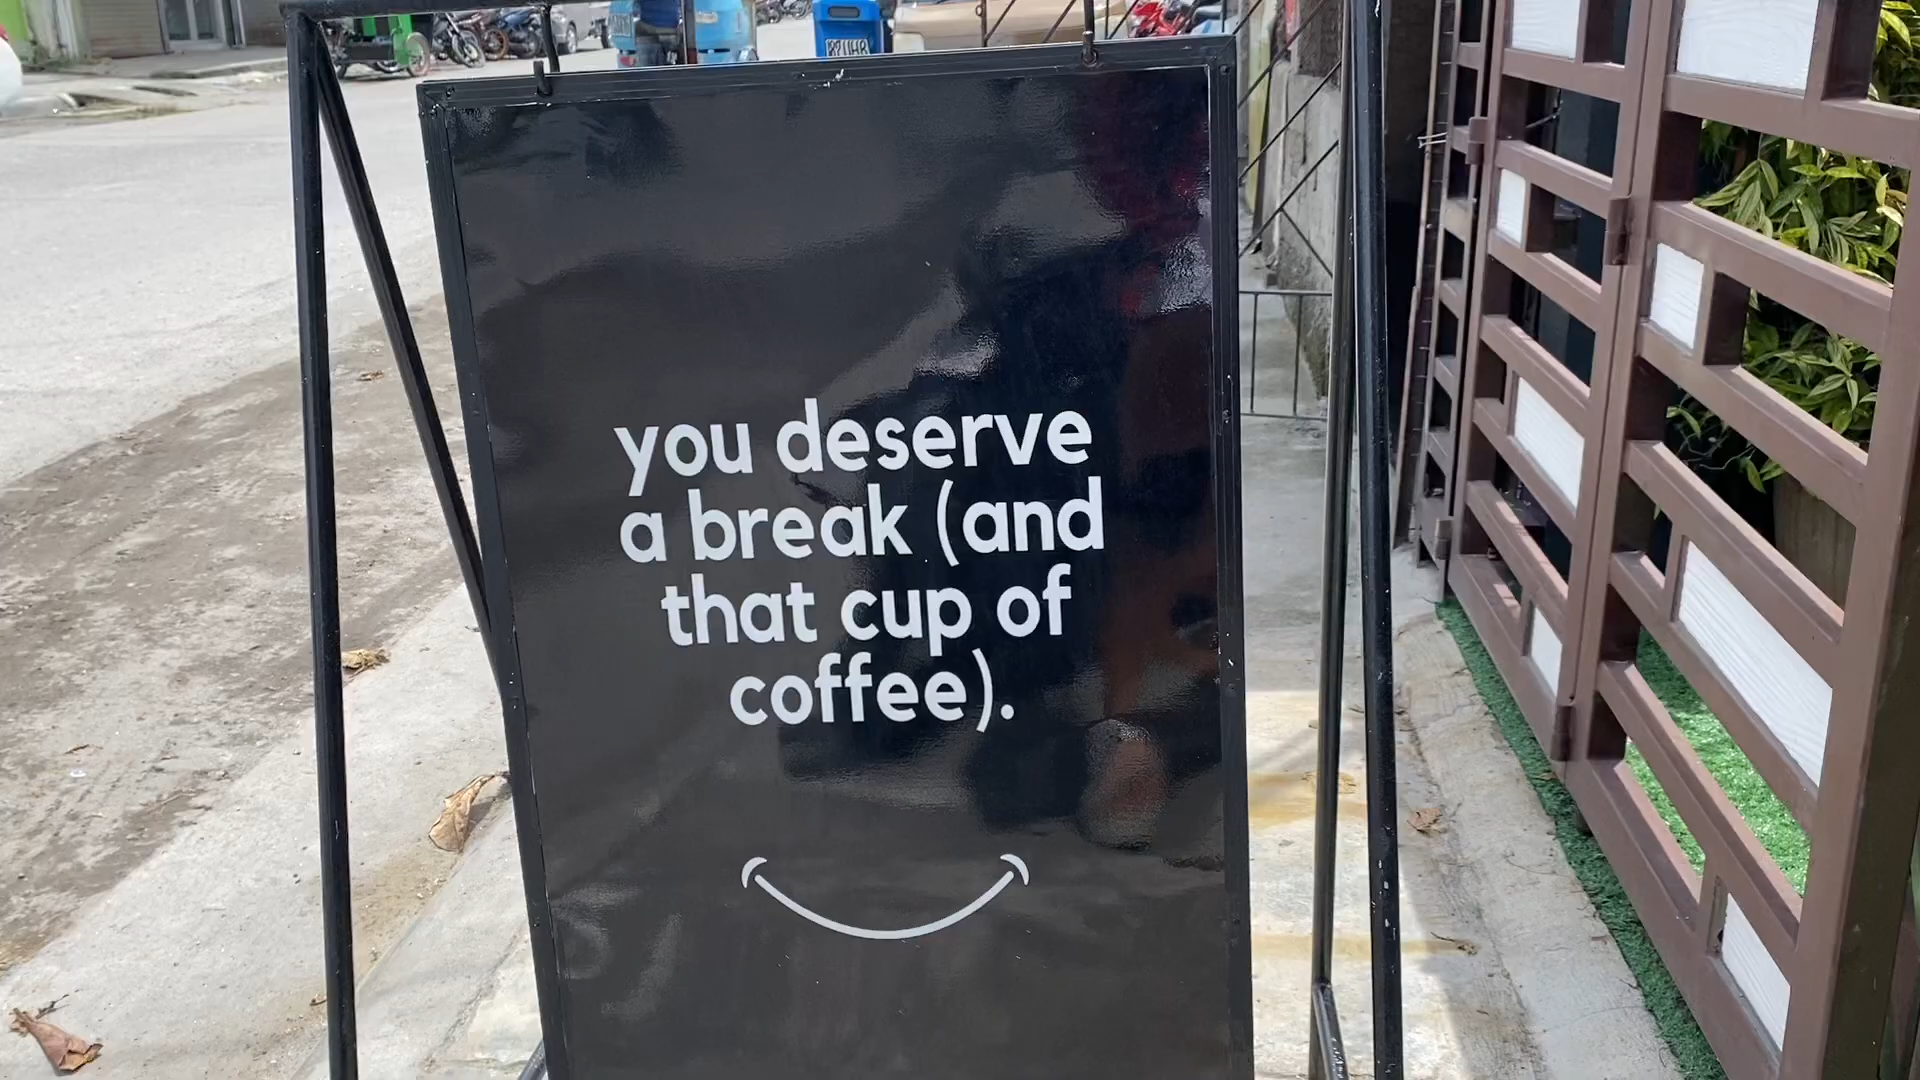 you deserve
a break (and
that cup of
coffee).